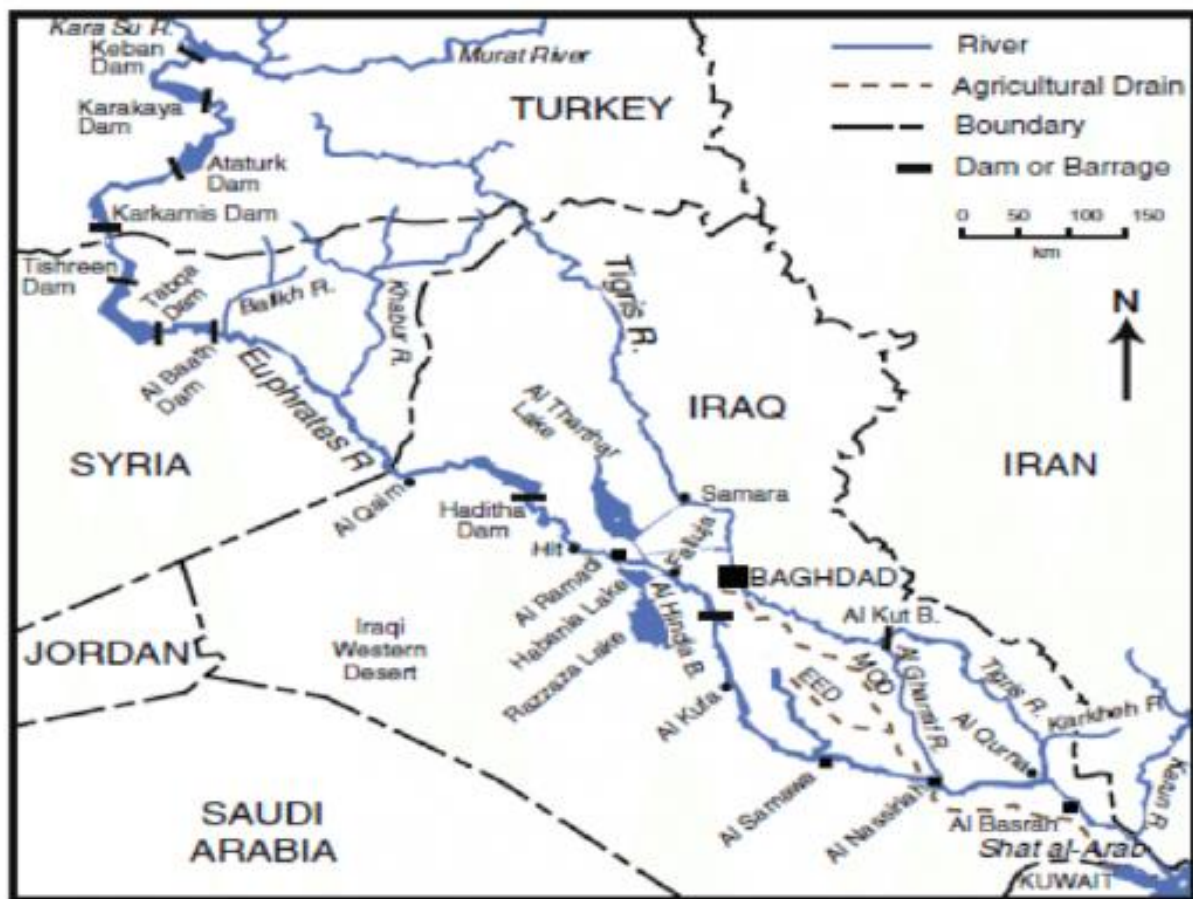 Kara Su R.
Keban
Dam
Murat River
Karakaya
Dam
TURKEY
Ataturk
Dam
Karkamis Dam
River
Agricultural Drain
Boundary
Dam or Barrage
0 50 100 150
km
N
Tishreen
Dam
Tabqa
Dam
Balikh R.
Khabur R.
Al Baath
Dam
Euphrates R
Tigris R.
SYRIA
IRAQ
IRAN
Al Tharthar
Lake
Al Qaim
Haditha
Dam
Samara
Hit
Falluja
Al Ramadi
BAGHDAD
Habania Lake
Al Hindia B.
Razzaza Lake
Al Kut B.
JORDAN
Iraqi
Western
Desert
Al Kufa
EED
MOD
Al Gharraf R.
Tigris R.
Karkheh R
Al Qurna
Karun R.
Al Samawa
Al Nassiriah
Al Basrah
Shat al-Arab
SAUDI
ARABIA
KUWAIT